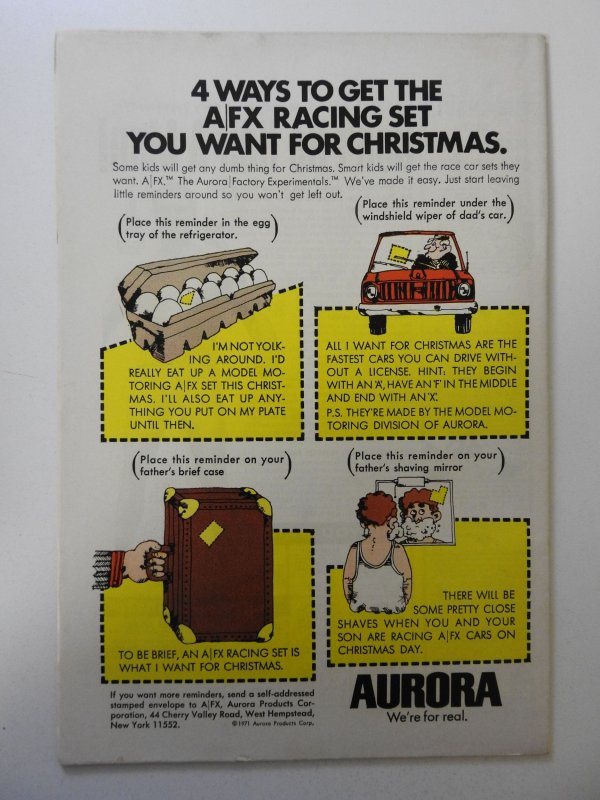 4 WAYS TO GET THE
A|FX RACING SET
YOU WANT FOR CHRISTMAS.
Some kids will get any dumb thing for Christmas. Smart kids will get the race car sets they
want. A|FX.™ The Aurora|Factory Experimentals.™ We've made it easy. Just start leaving
little reminders around so you won't get left out.
(Place this reminder in the egg
tray of the refrigerator.)
(Place this reminder under the
windshield wiper of dad's car.)
I'M NOT YOLK-
ING AROUND. I'D
REALLY EAT UP A MODEL MO-
TORING A|FX SET THIS CHRIST-
MAS. I'LL ALSO EAT UP ANY-
THING YOU PUT ON MY PLATE
UNTIL THEN.
ALL I WANT FOR CHRISTMAS ARE THE
FASTEST CARS YOU CAN DRIVE WITH-
OUT A LICENSE. HINT: THEY BEGIN
WITH AN 'A', HAVE AN 'F' IN THE MIDDLE
AND END WITH AN 'X'.
P.S. THEY'RE MADE BY THE MODEL MO-
TORING DIVISION OF AURORA.
(Place this reminder on your
father's brief case)
(Place this reminder on your
father's shaving mirror)
TO BE BRIEF, AN A|FX RACING SET IS
WHAT I WANT FOR CHRISTMAS.
THERE WILL BE
SOME PRETTY CLOSE
SHAVES WHEN YOU AND YOUR
SON ARE RACING A|FX CARS ON
CHRISTMAS DAY.
If you want more reminders, send a self-addressed
stamped envelope to A|FX, Aurora Products Cor-
poration, 44 Cherry Valley Road, West Hempstead,
New York 11552. ©1971 Aurora Products Corp.
AURORA
We're for real.